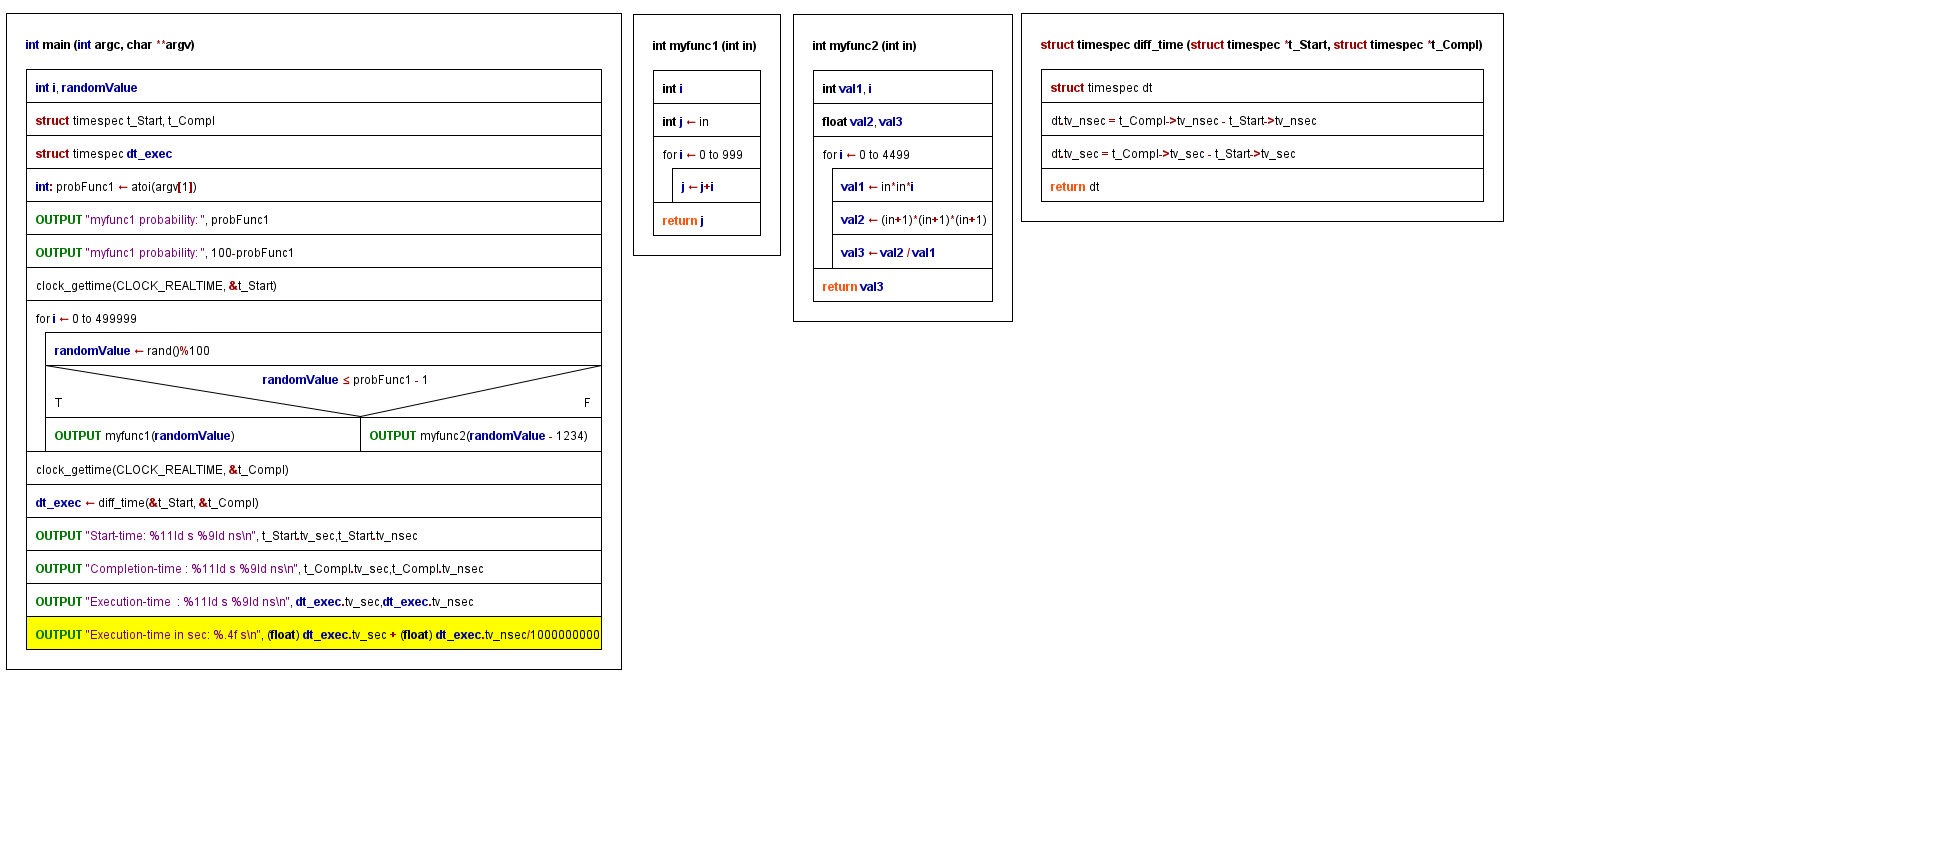 int main (int argc, char **argv)
int i, randomValue
struct timespec t_Start, t_Compl
struct timespec dt_exec
int: probFunc1 ← atoi(argv[1])
OUTPUT "myfunc1 probability: ", probFunc1
OUTPUT "myfunc1 probability: ", 100-probFunc1
clock_gettime(CLOCK_REALTIME, &t_Start)
for i ← 0 to 499999
randomValue ← rand()%100
randomValue ≤ probFunc1 - 1
T
F
OUTPUT myfunc1(randomValue)
OUTPUT myfunc2(randomValue - 1234)
clock_gettime(CLOCK_REALTIME, &t_Compl)
dt_exec ← diff_time(&t_Start, &t_Compl)
OUTPUT "Start-time: %11ld s %9ld ns\n", t_Start.tv_sec,t_Start.tv_nsec
OUTPUT "Completion-time : %11ld s %9ld ns\n", t_Compl.tv_sec,t_Compl.tv_nsec
OUTPUT "Execution-time  : %11ld s %9ld ns\n", dt_exec.tv_sec,dt_exec.tv_nsec
OUTPUT "Execution-time in sec: %.4f s\n", (float) dt_exec.tv_sec + (float) dt_exec.tv_nsec/1000000000
int myfunc1 (int in)
int i
int j ← in
for i ← 0 to 999
j ← j+i
return j
int myfunc2 (int in)
int val1, i
float val2, val3
for i ← 0 to 4499
val1 ← in*in*i
val2 ← (in+1)*(in+1)*(in+1)
val3 ← val2 / val1
return val3
struct timespec diff_time (struct timespec *t_Start, struct timespec *t_Compl)
struct timespec dt
dt.tv_nsec = t_Compl->tv_nsec - t_Start->tv_nsec
dt.tv_sec = t_Compl->tv_sec - t_Start->tv_sec
return dt